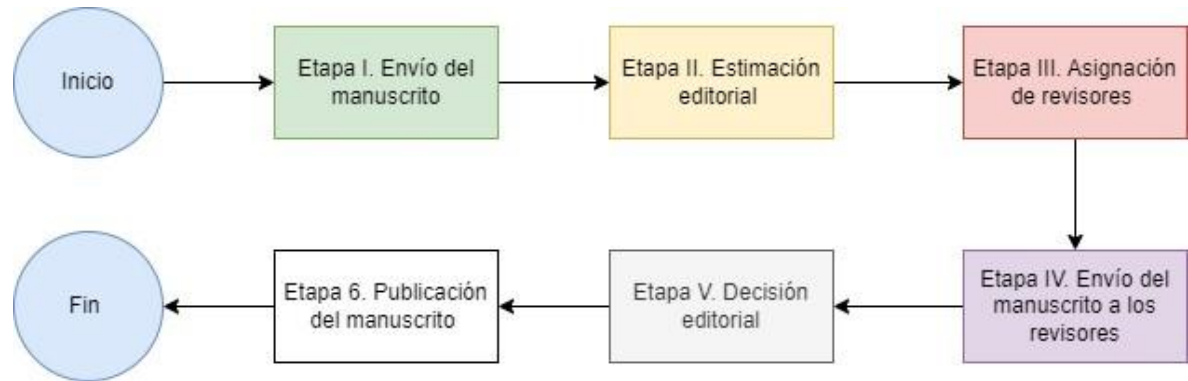 Inicio
Etapa I. Envío del
manuscrito
Etapa II. Estimación
editorial
Etapa III. Asignación
de revisores
Etapa IV. Envío del
manuscrito a los
revisores
Etapa V. Decisión
editorial
Etapa 6. Publicación
del manuscrito
Fin